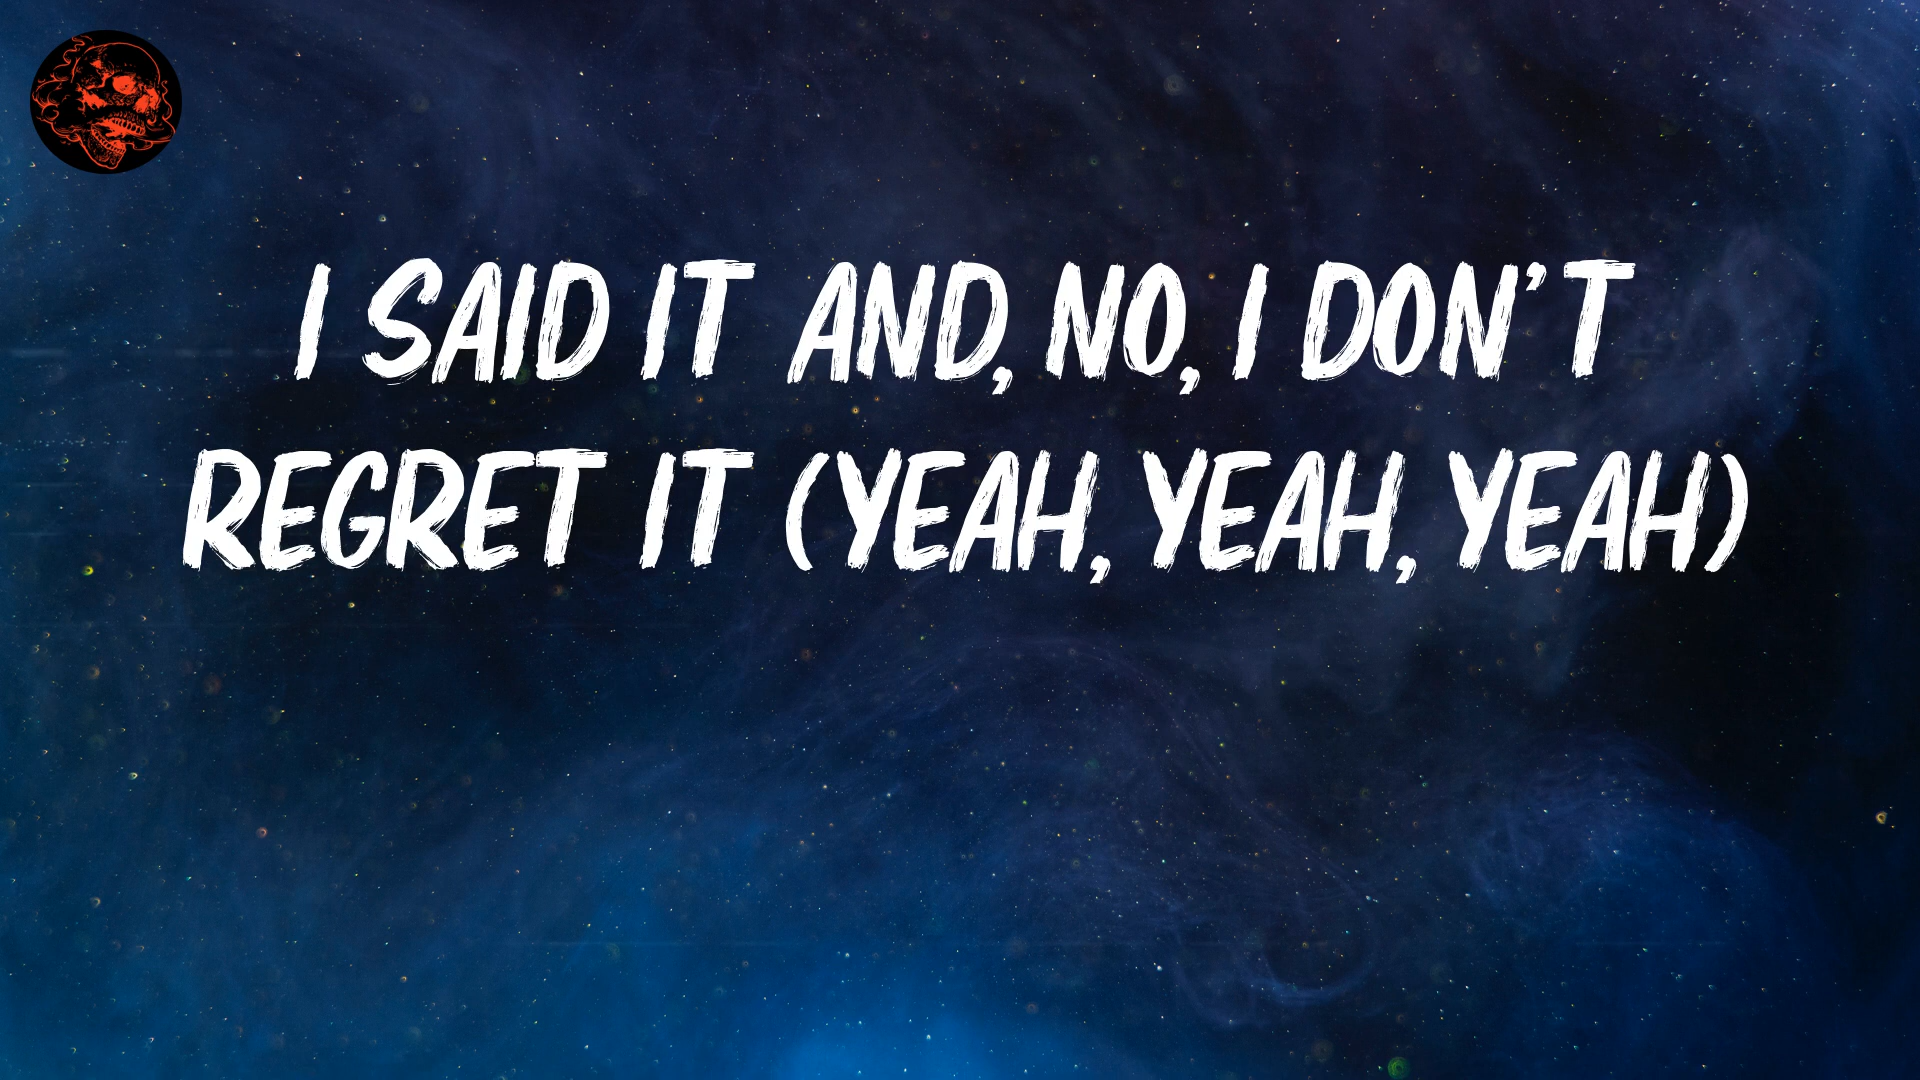 I SAID IT AND, NO, I DON'T
REGRET IT (YEAH, YEAH, YEAH)